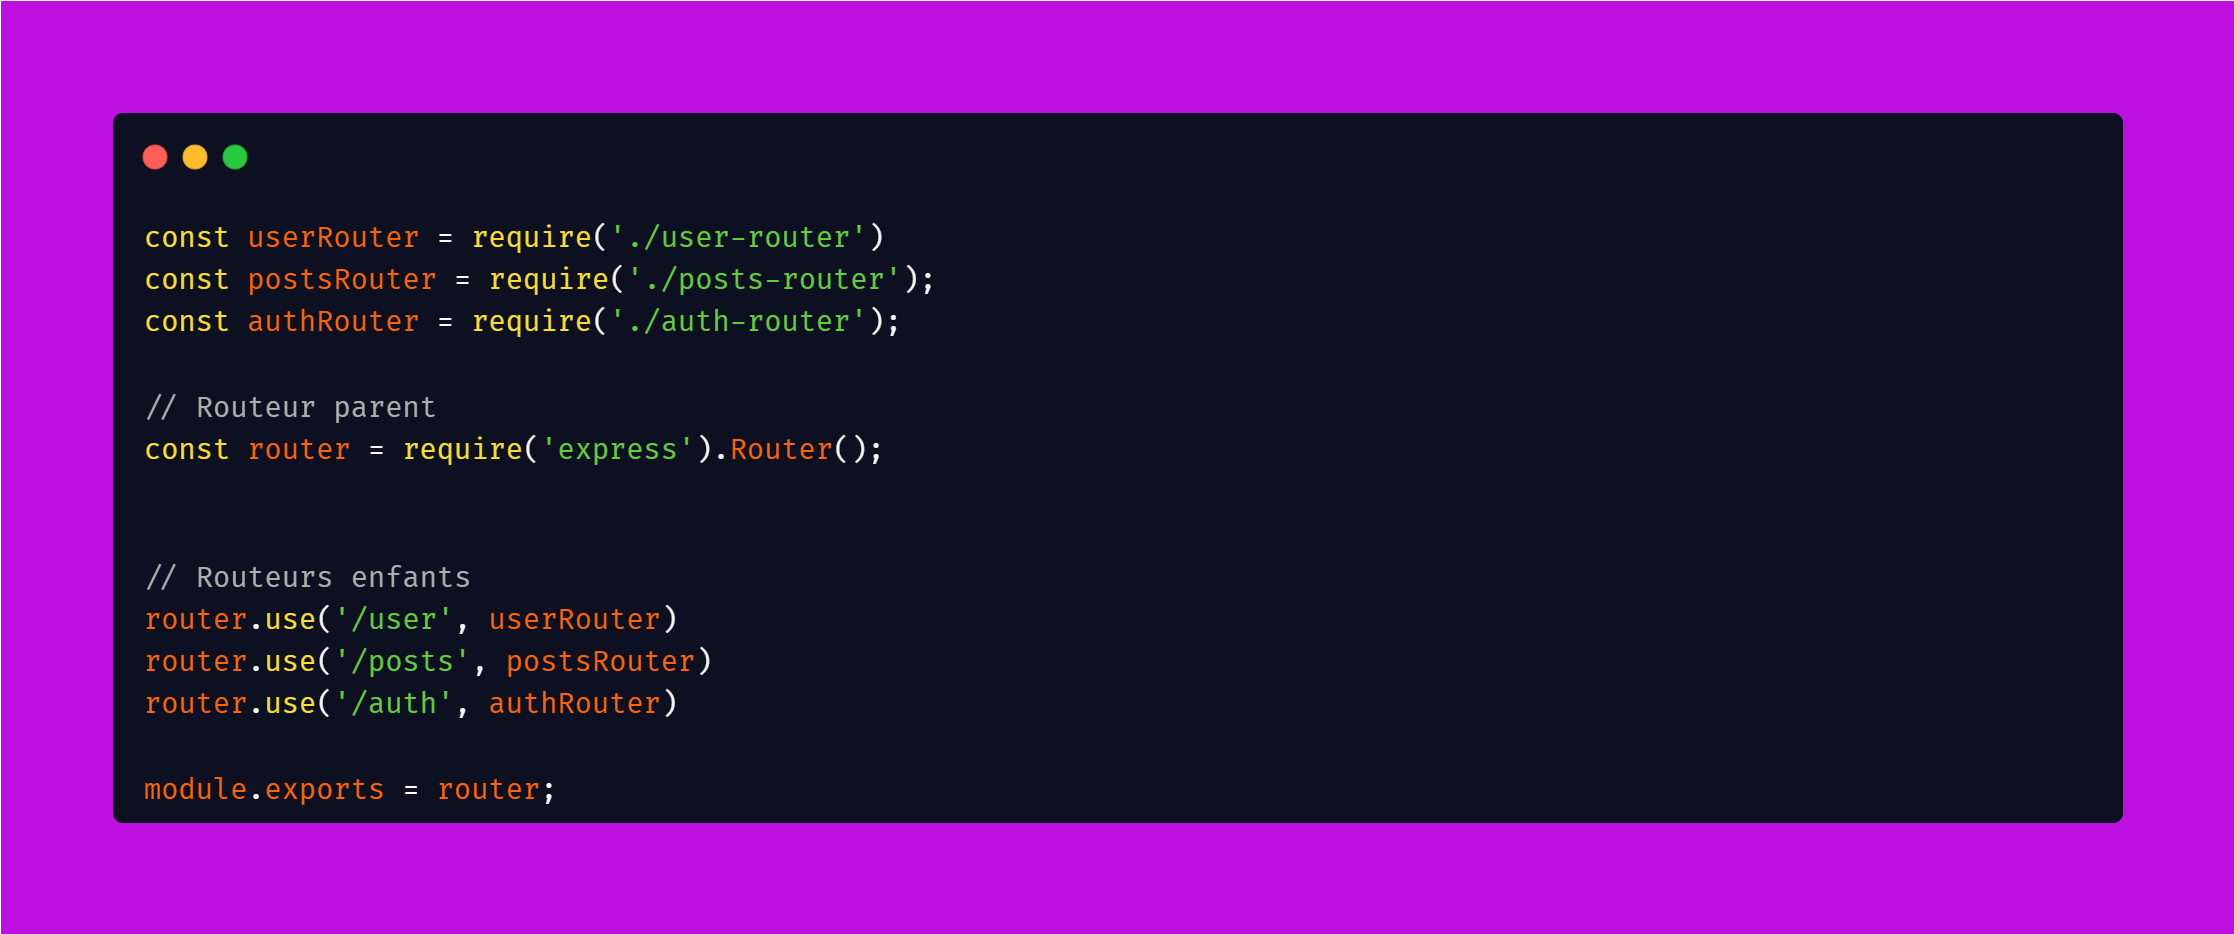 const userRouter = require('./user-router')
const postsRouter = require('./posts-router');
const authRouter = require('./auth-router');
// Routeur parent
const router = require('express').Router();
// Routeurs enfants
router.use('/user', userRouter)
router.use('/posts', postsRouter)
router.use('/auth', authRouter)
module.exports = router;